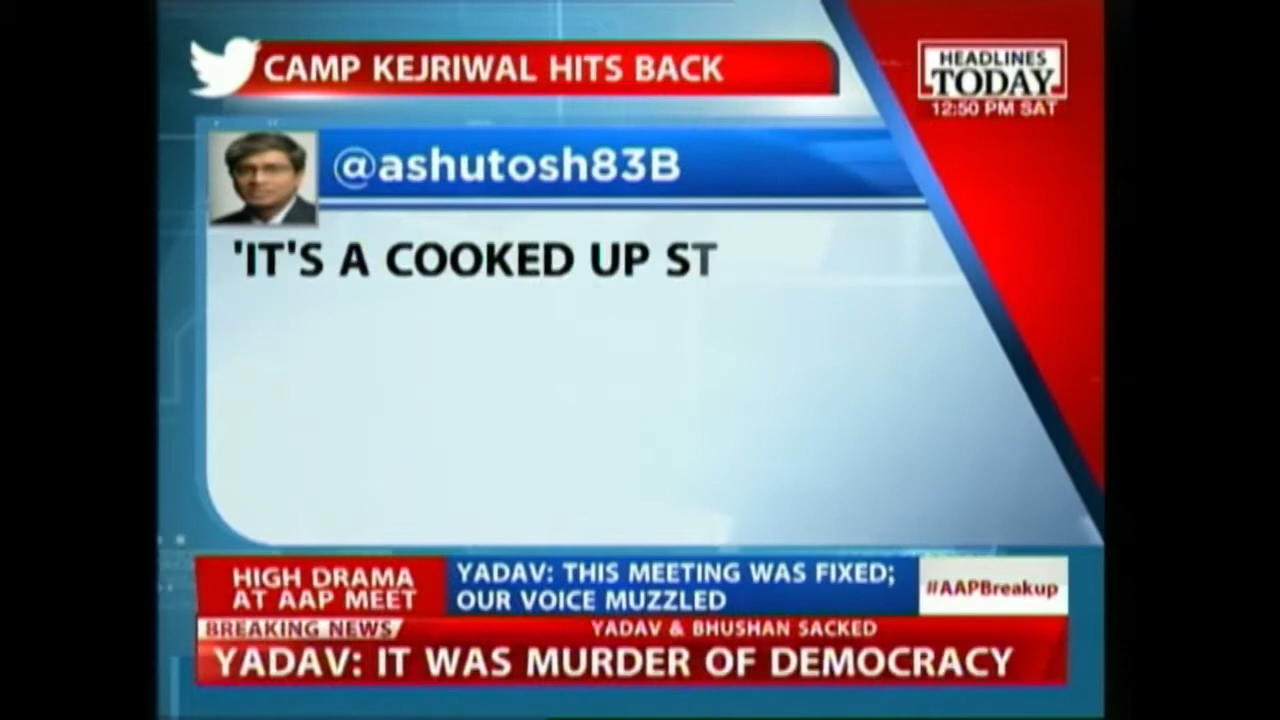 CAMP KEJRIWAL HITS BACK
HEADLINES
TODAY
12:50 PM SAT
@ashutosh83B
'IT'S A COOKED UP ST
HIGH DRAMA
AT AAP MEET
YADAV: THIS MEETING WAS FIXED;
OUR VOICE MUZZLED
#AAPBreakup
BREAKING NEWS
YADAV & BHUSHAN SACKED
YADAV: IT WAS MURDER OF DEMOCRACY